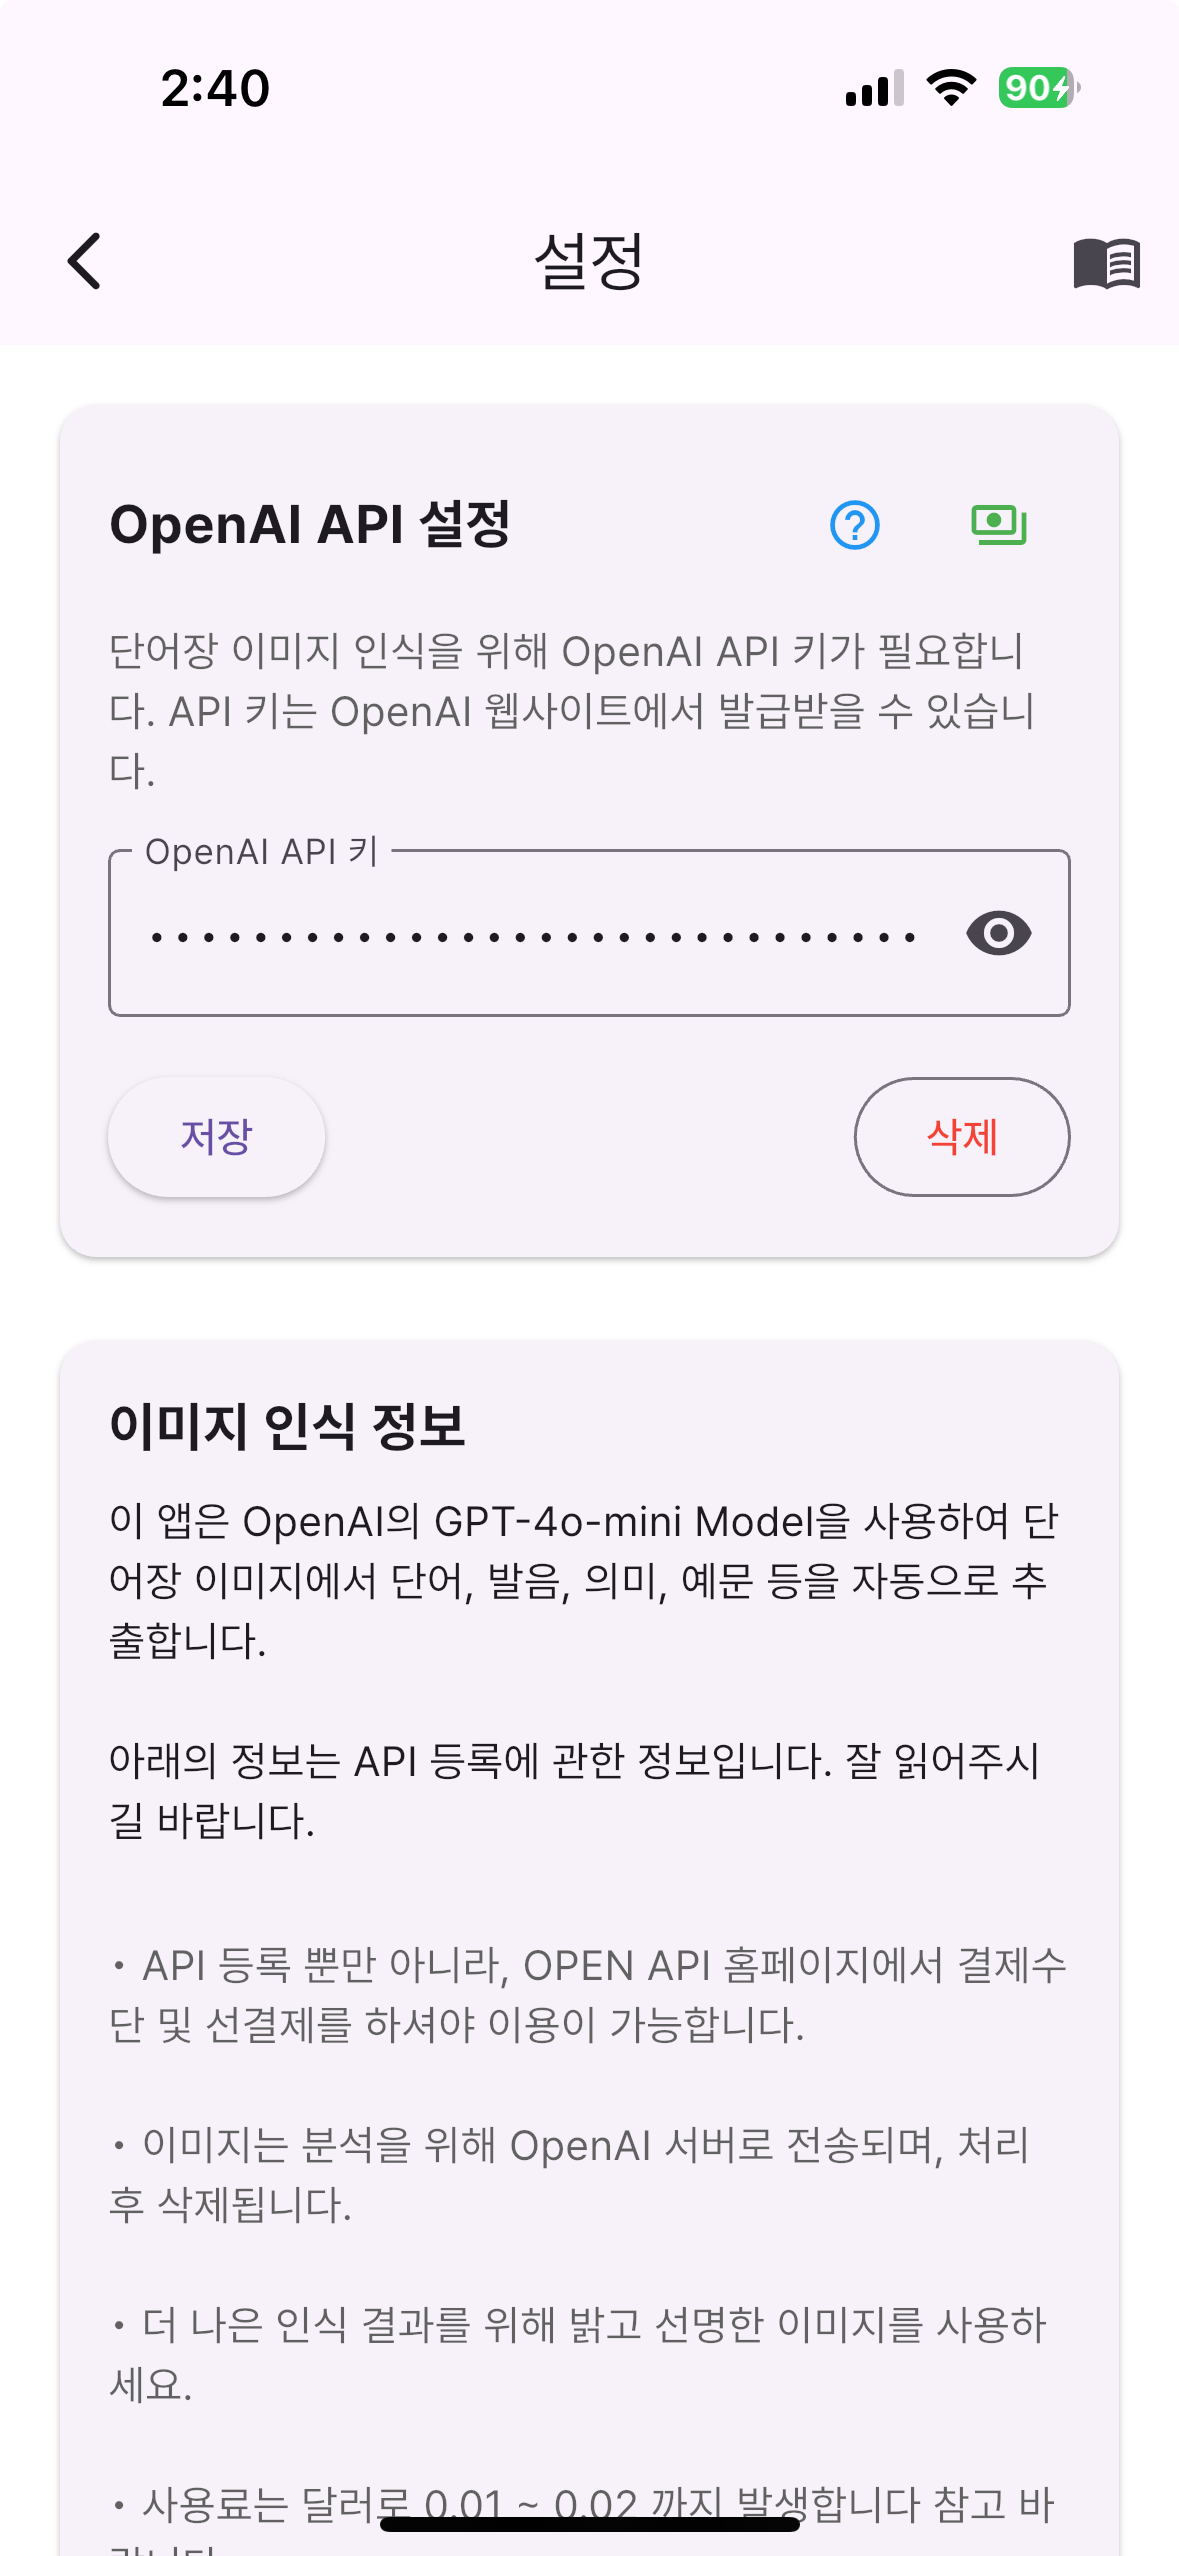 2:40
90
설정
OpenAI API 설정
단어장 이미지 인식을 위해 OpenAI API 키가 필요합니
다. API 키는 OpenAI 웹사이트에서 발급받을 수 있습니
다.
OpenAI API 키
저장
삭제
이미지 인식 정보
이 앱은 OpenAI의 GPT-4o-mini Model을 사용하여 단
어장 이미지에서 단어, 발음, 의미, 예문 등을 자동으로 추
출합니다.
아래의 정보는 API 등록에 관한 정보입니다. 잘 읽어주시
길 바랍니다.
• API 등록 뿐만 아니라, OPEN API 홈페이지에서 결제수
단 및 선결제를 하셔야 이용이 가능합니다.
• 이미지는 분석을 위해 OpenAI 서버로 전송되며, 처리
후 삭제됩니다.
• 더 나은 인식 결과를 위해 밝고 선명한 이미지를 사용하
세요.
• 사용료는 달러로 0.01 ~ 0.02 까지 발생합니다 참고 바